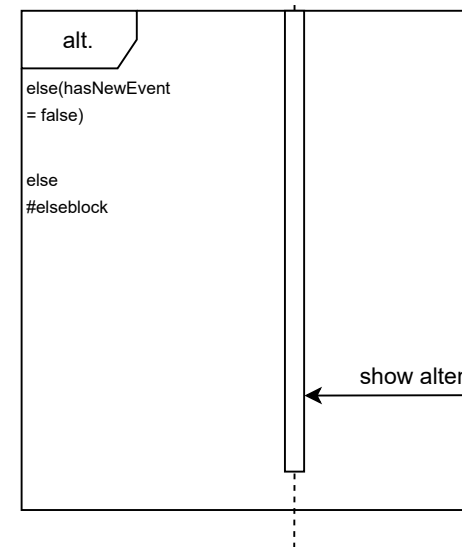 alt.
else(hasNewEvent
= false)
else
#elseblock
show alter